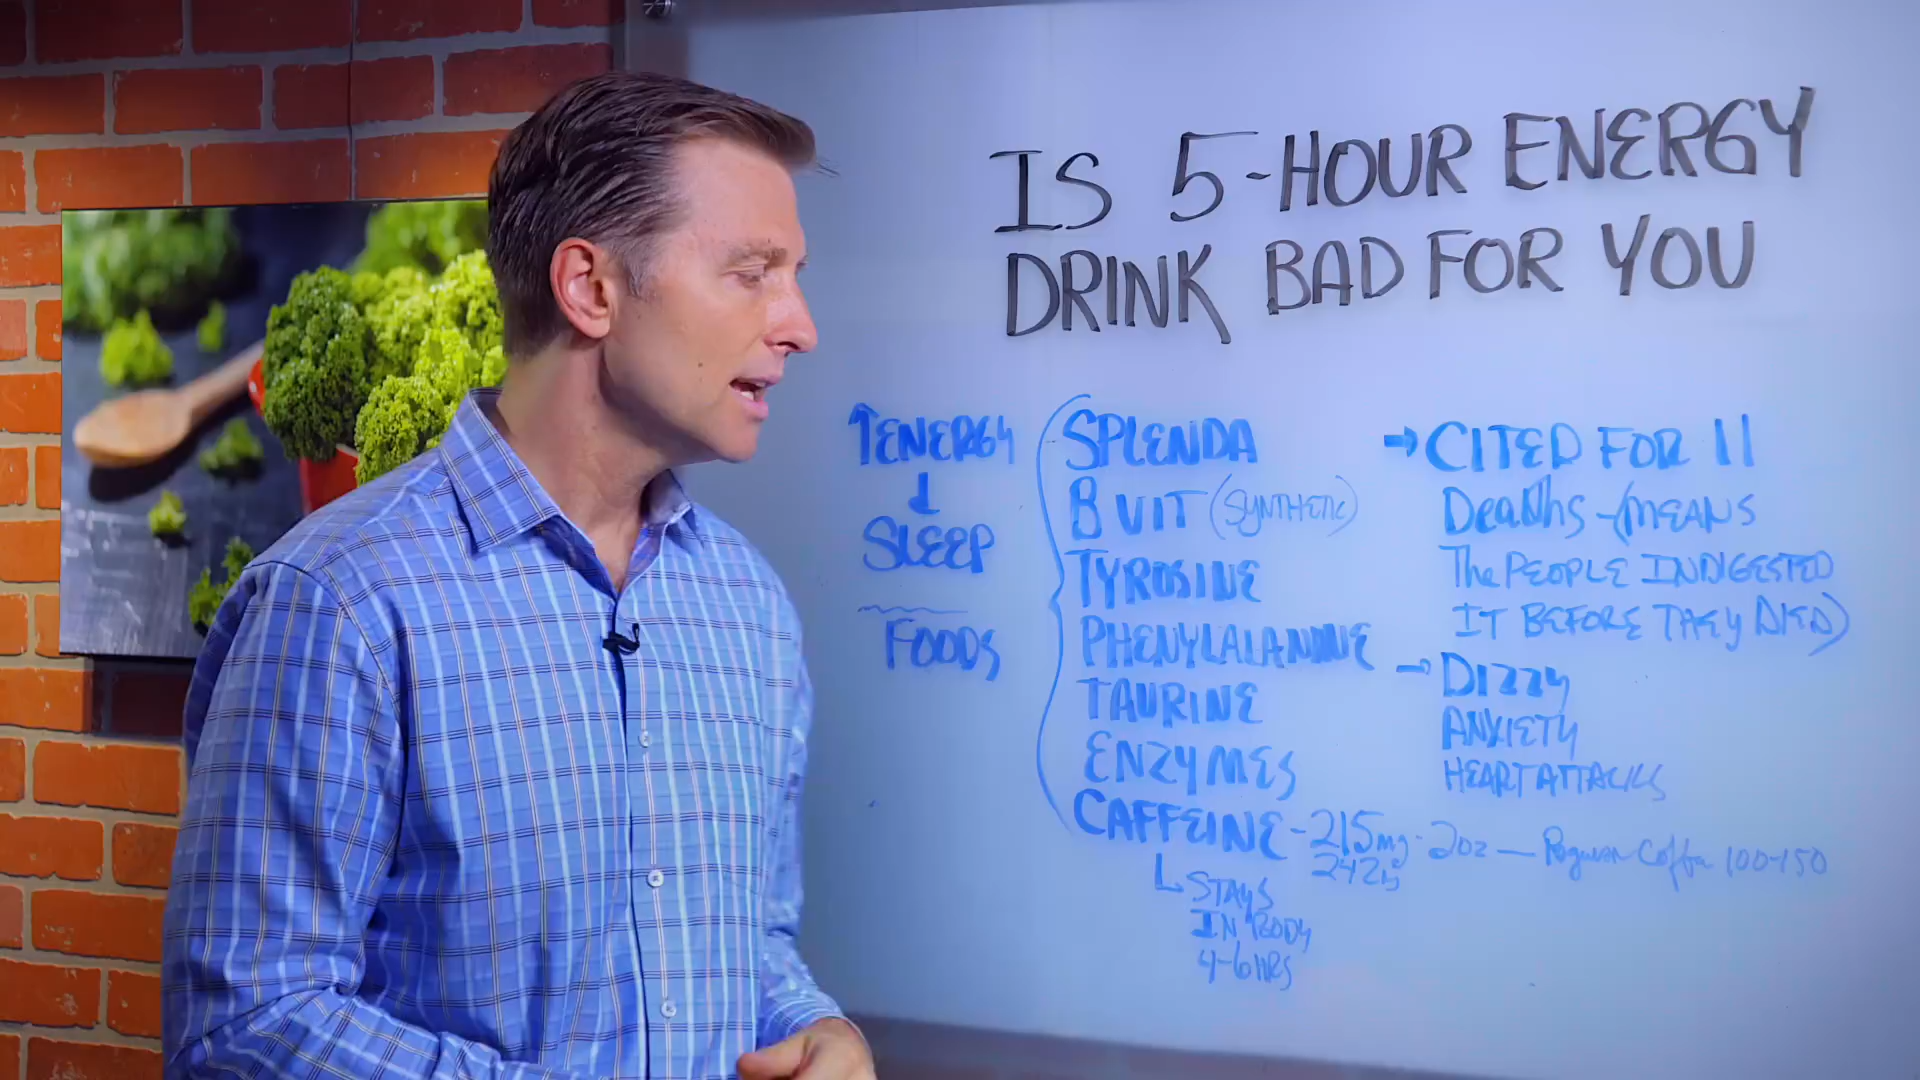 IS 5-HOUR ENERGY
DRINK BAD FOR YOU
↑ENERGY
↓
SLEEP
FOODS
SPLENDA
B VIT (SYNTHETIC)
TYROSINE
PHENYLALANINE
TAURINE
ENZYMES
CAFFEINE - 215mg - 2oz — Regular Coffee 100-150
242
STAYS
IN BODY
4-6 HRS
→ CITED FOR 11
DEATHS - (MEANS
The PEOPLE INDIGESTED
IT BEFORE THEY DIED)
→ DIZZY
ANXIETY
HEART ATTACKS